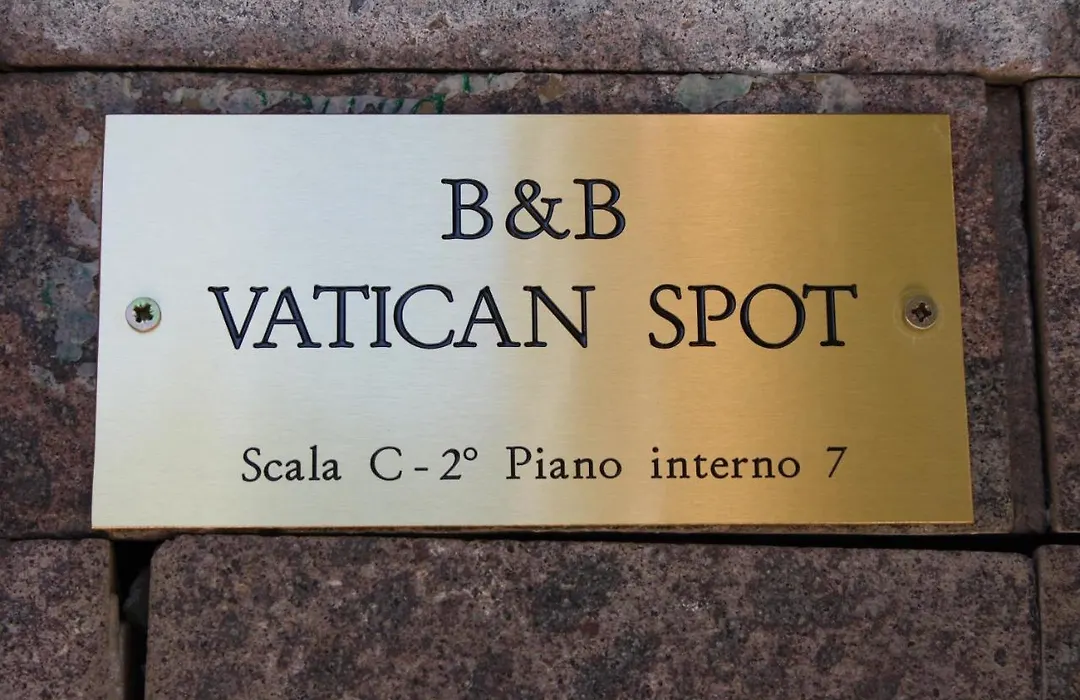 B&B
VATICAN SPOT
Scala C - 2° Piano interno 7